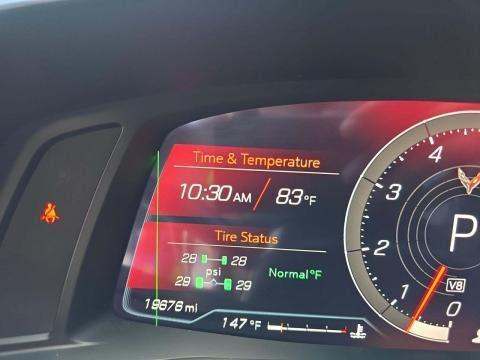 Time & Temperature
10:30 AM / 83°F
Tire Status
28 28
psi
29 29
Normal°F
19676 mi
147°F
4
3
2
1
0
P
V8